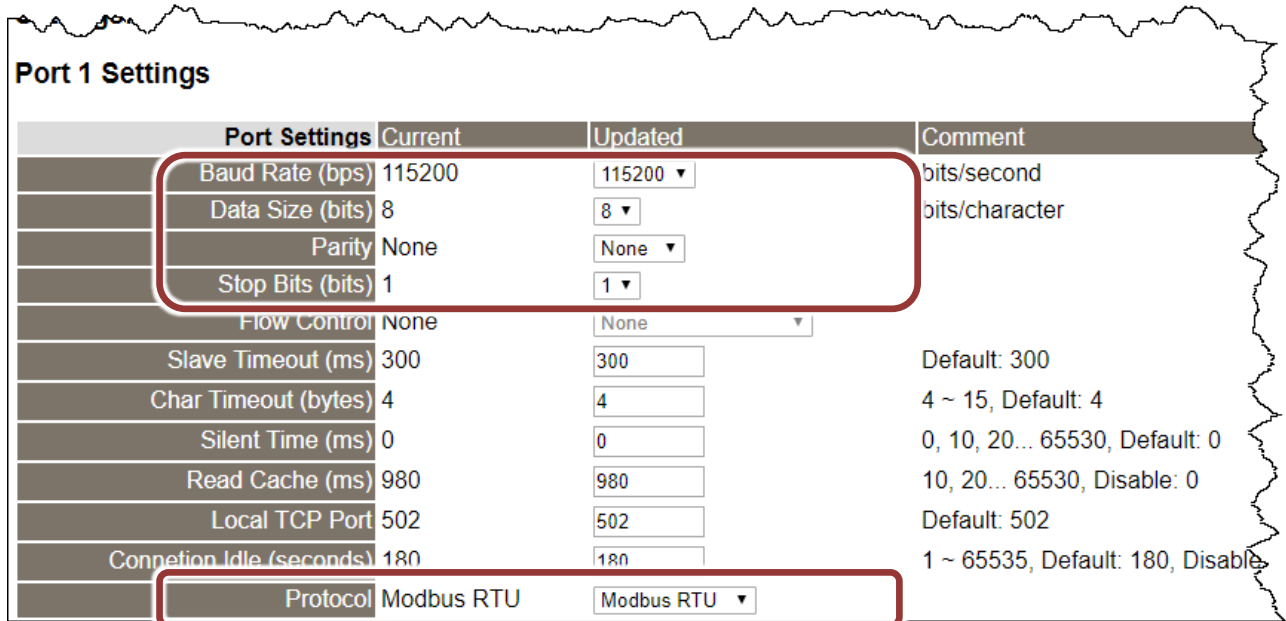 Port 1 Settings
Port Settings Current Updated Comment
Baud Rate (bps) 115200 115200 bits/second
Data Size (bits) 8 8 bits/character
Parity None None
Stop Bits (bits) 1 1
Flow Control None None
Slave Timeout (ms) 300 300 Default: 300
Char Timeout (bytes) 4 4 4 ~ 15, Default: 4
Silent Time (ms) 0 0 0, 10, 20... 65530, Default: 0
Read Cache (ms) 980 980 10, 20... 65530, Disable: 0
Local TCP Port 502 502 Default: 502
Connetion Idle (seconds) 180 180 1 ~ 65535, Default: 180, Disable
Protocol Modbus RTU Modbus RTU